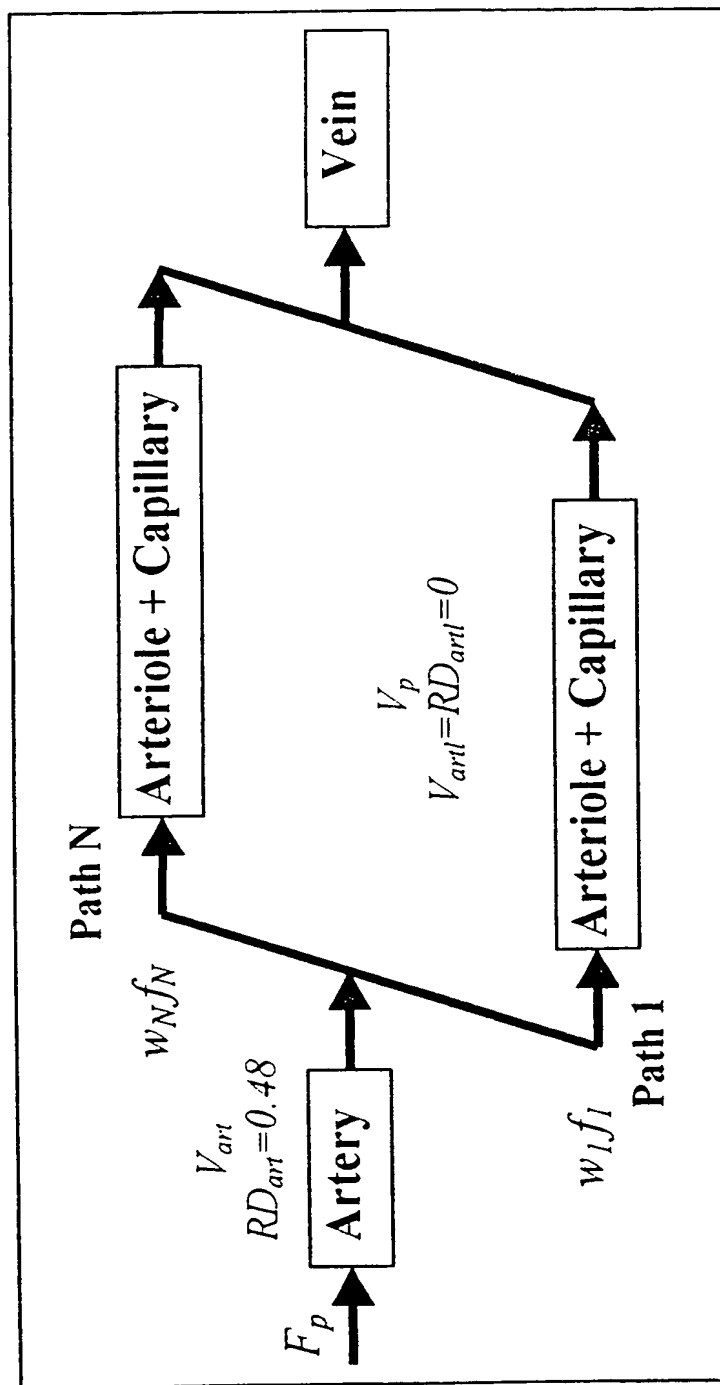 Path N
w_N f_N
Arteriole + Capillary
V_art
RD_art=0.48
F_p
Artery
Vein
V_p
V_artl=RD_artl=0
w_1 f_1
Path 1
Arteriole + Capillary